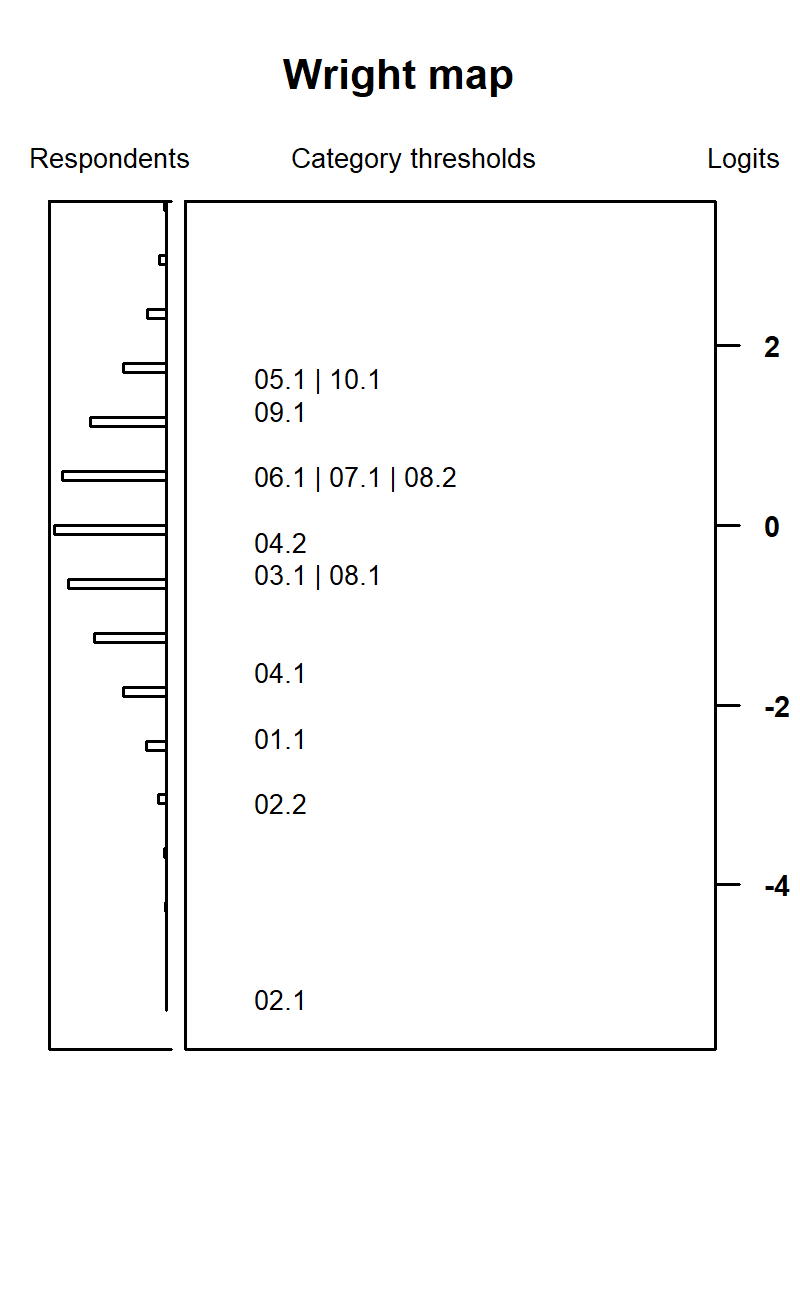 Wright map
Respondents Category thresholds Logits
2
05.1 | 10.1
09.1
06.1 | 07.1 | 08.2
0
04.2
03.1 | 08.1
04.1
-2
01.1
02.2
-4
02.1